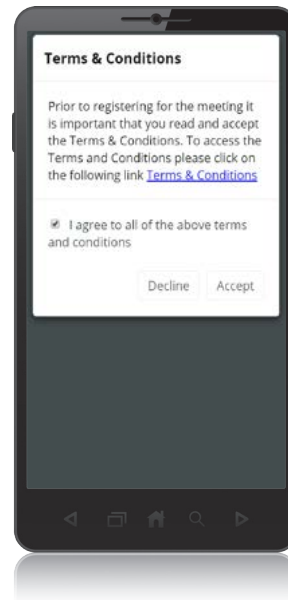 Terms & Conditions
Prior to registering for the meeting it
is important that you read and accept
the Terms & Conditions. To access the
Terms and Conditions please click on
the following link Terms & Conditions
I agree to all of the above terms
and conditions
Decline Accept